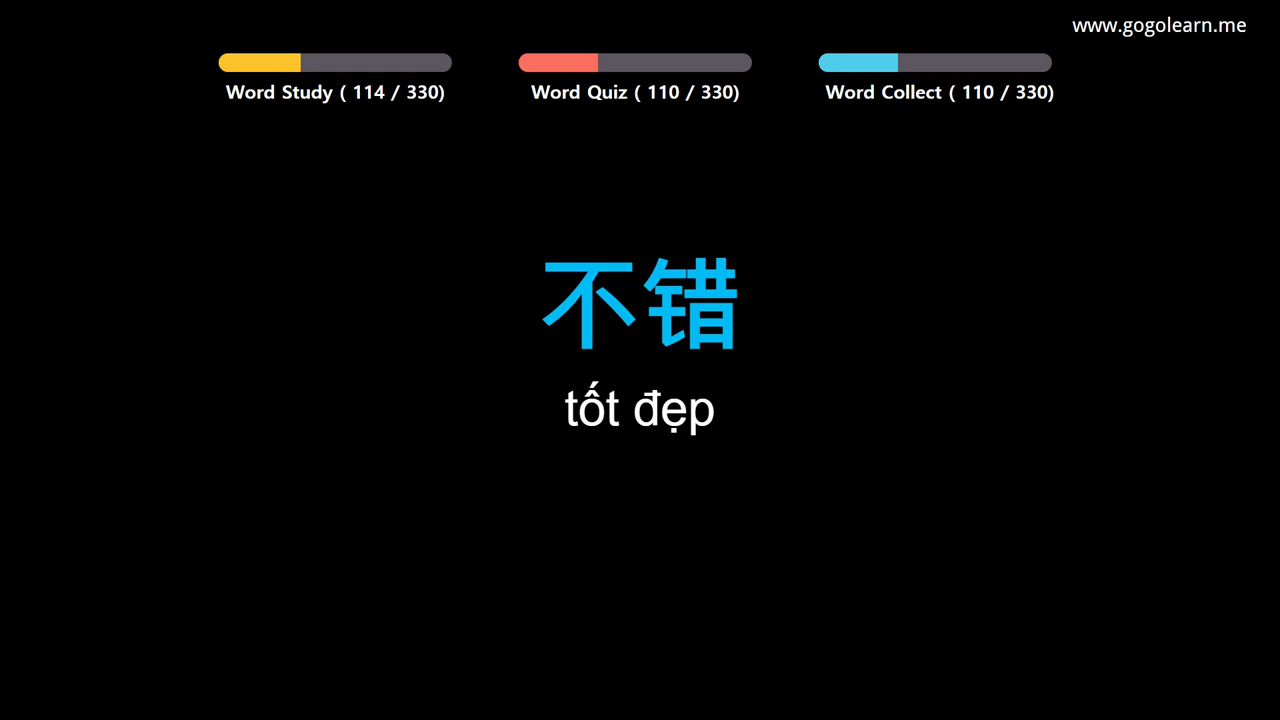 www.gogolearn.me
Word Study ( 114 / 330)
Word Quiz ( 110 / 330)
Word Collect ( 110 / 330)
不错
tốt đẹp